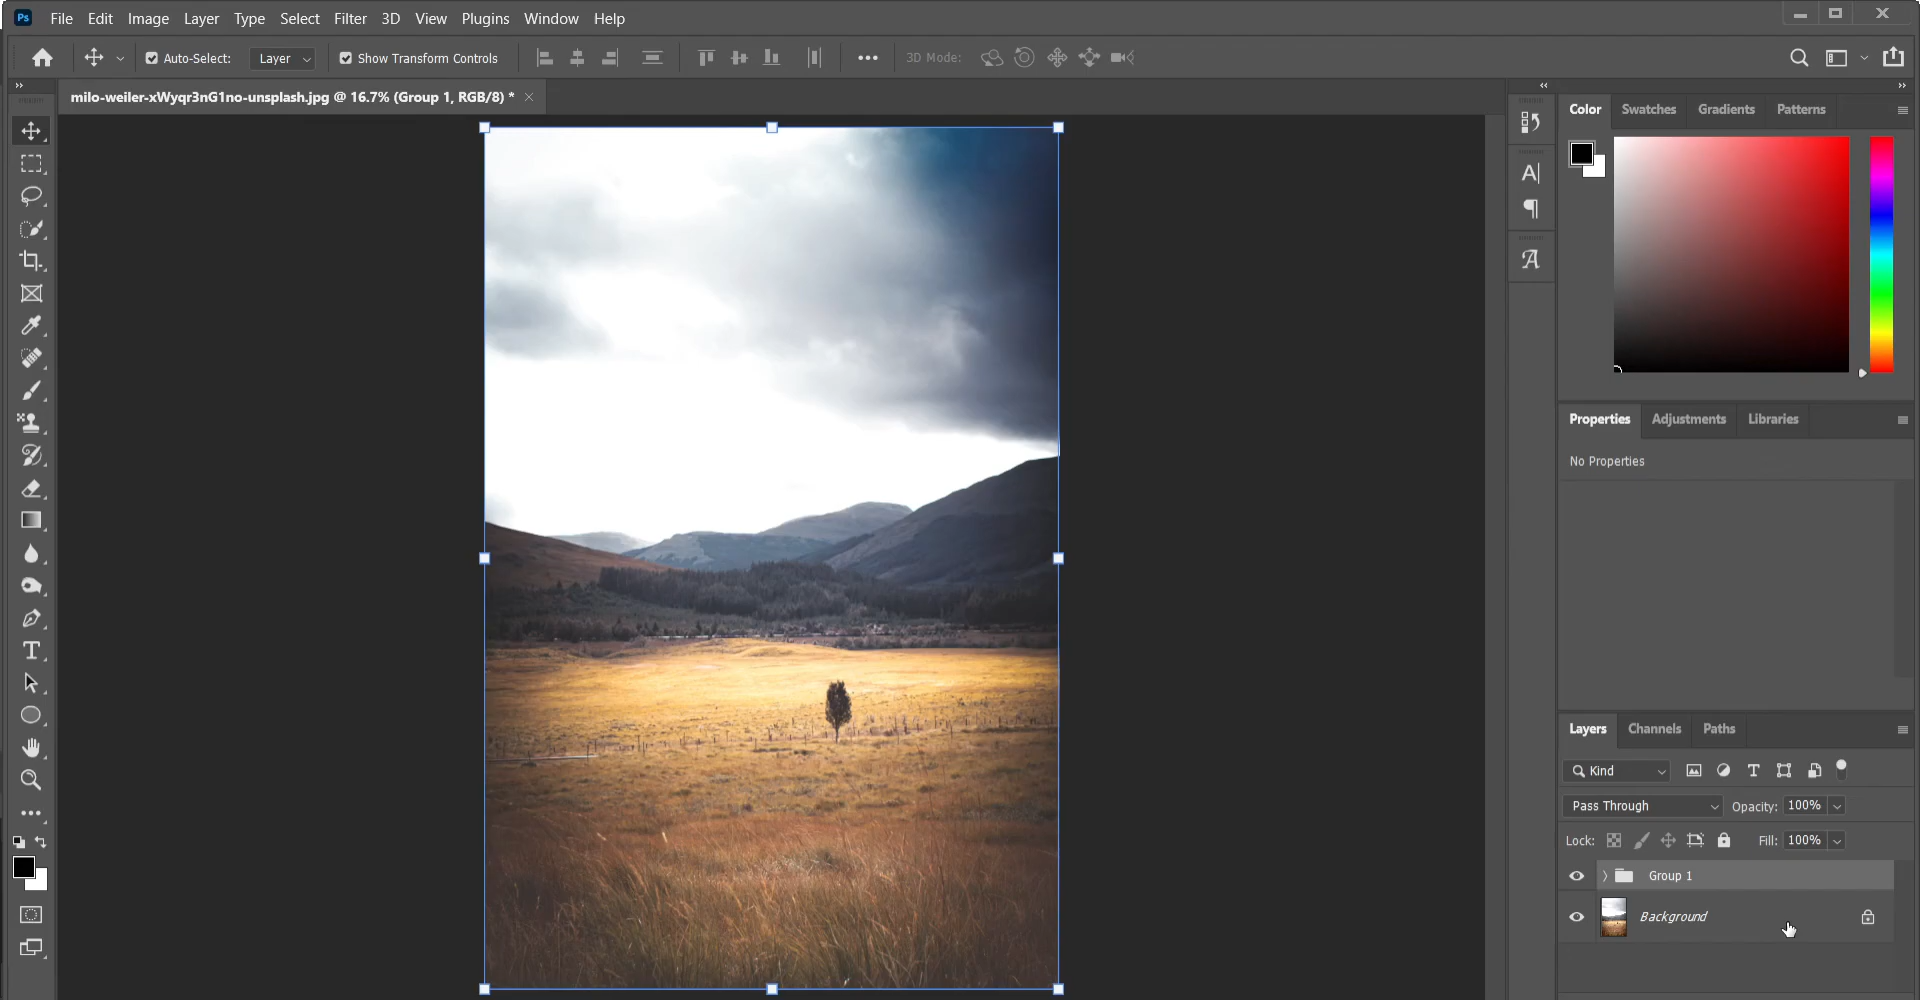 Ps File Edit Image Layer Type Select Filter 3D View Plugins Window Help
Auto-Select: Layer Show Transform Controls 3D Mode:
milo-weiler-xWyqr3nG1no-unsplash.jpg @ 16.7% (Group 1, RGB/8) *
Color Swatches Gradients Patterns
Properties Adjustments Libraries
No Properties
Layers Channels Paths
Kind
Pass Through Opacity: 100%
Lock: Fill: 100%
Group 1
Background